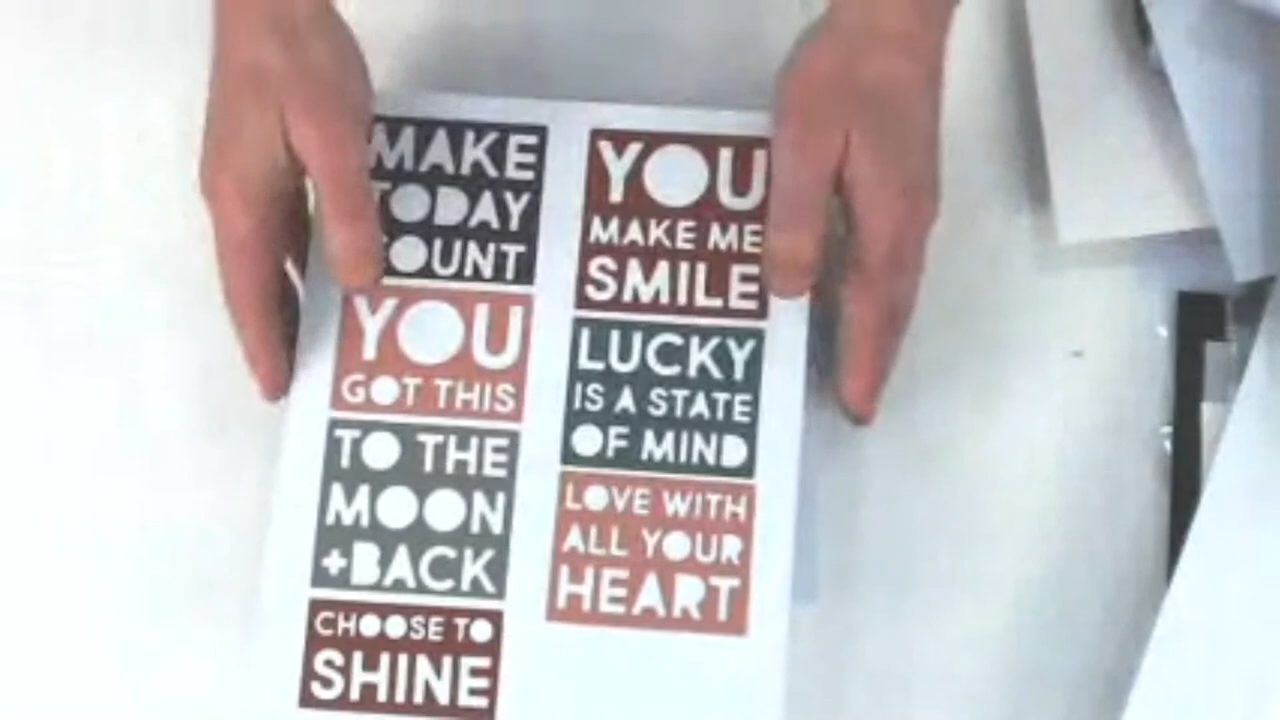 MAKE
TODAY
COUNT
YOU
GOT THIS
TO THE
MOON
+BACK
CHOOSE TO
SHINE
YOU
MAKE ME
SMILE
LUCKY
IS A STATE
OF MIND
LOVE WITH
ALL YOUR
HEART